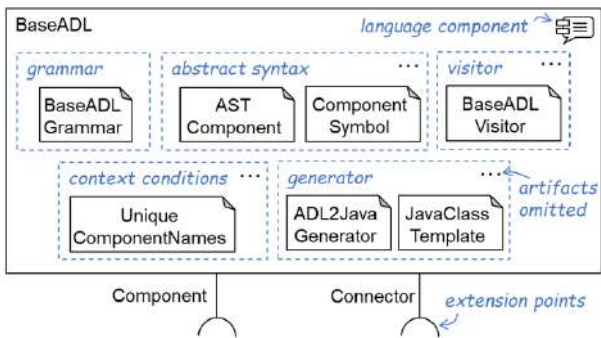 BaseADL
language component
grammar
abstract syntax
...
visitor
...
BaseADL
Grammar
AST
Component
Component
Symbol
BaseADL
Visitor
context conditions
...
generator
...
artifacts
omitted
Unique
ComponentNames
ADL2Java
Generator
JavaClass
Template
Component
Connector
extension points